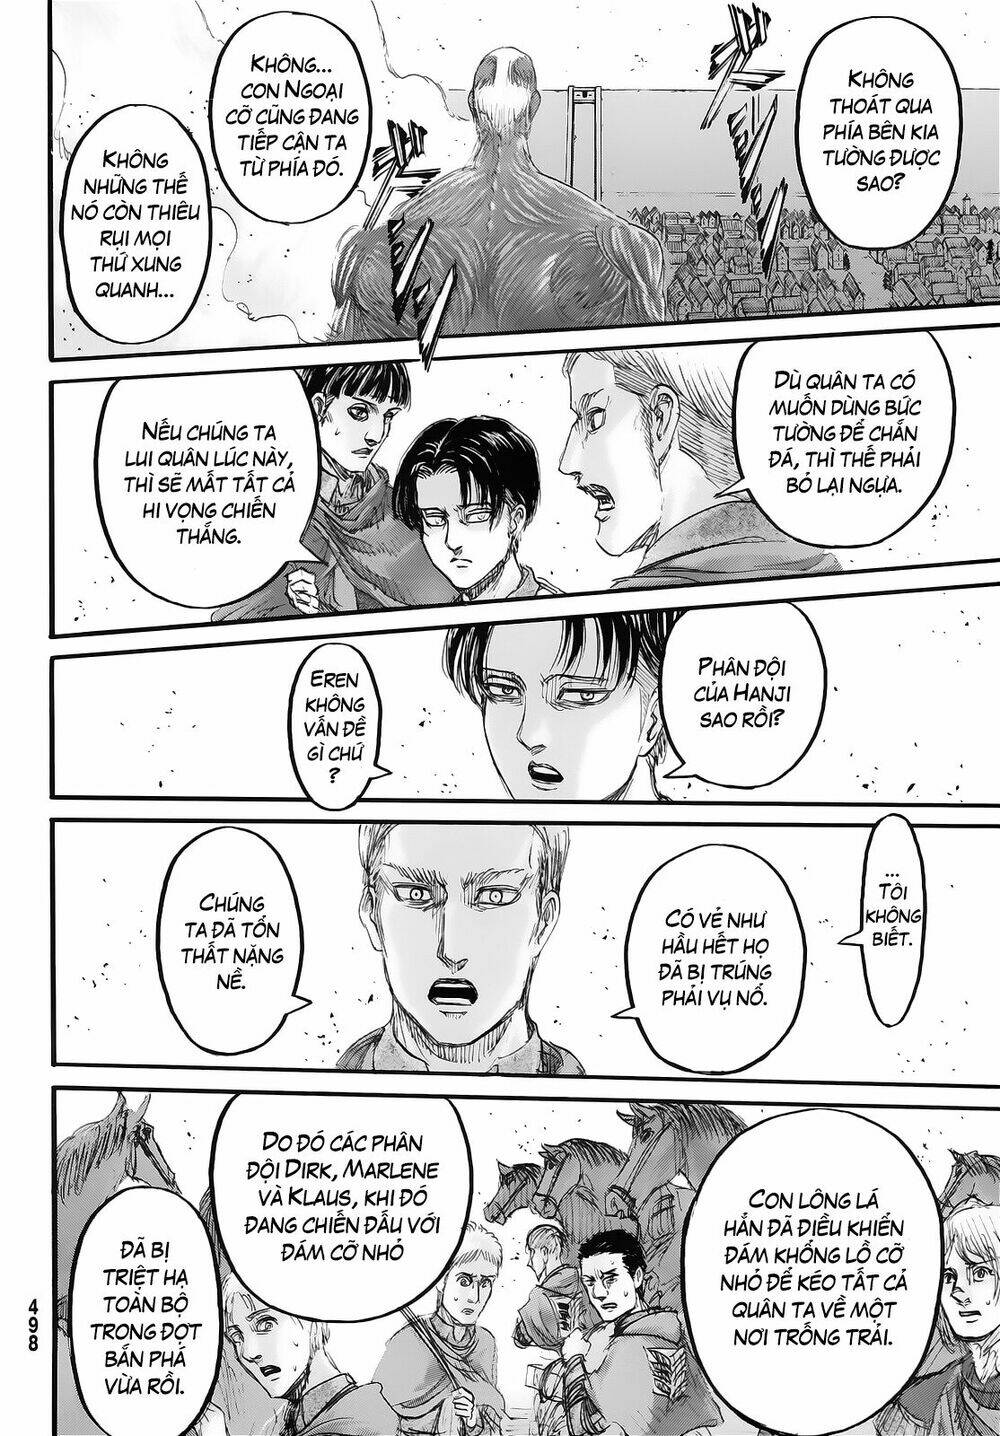 KHÔNG
THOÁT QUA
PHÍA BÊN KIA
TƯỜNG ĐƯỢC
SAO?
KHÔNG...
CON NGOẠI
CỠ CŨNG ĐANG
TIẾP CẬN TA
TỪ PHÍA ĐÓ.
KHÔNG
NHỮNG THẾ
NÓ CÒN THIÊU
RỤI MỌI
THỨ XUNG
QUANH...
DÙ QUÂN TA CÓ
MUỐN DÙNG BỨC
TƯỜNG ĐỂ CHẮN
ĐÁ, THÌ THẾ PHẢI
BỎ LẠI NGỰA.
NẾU CHÚNG TA
LUI QUÂN LÚC NÀY,
THÌ SẼ MẤT TẤT CẢ
HI VỌNG CHIẾN
THẮNG.
PHÂN ĐỘI
CỦA HANJI
SAO RỒI?
EREN
KHÔNG
VẤN ĐỀ
GÌ CHỨ
?
...
TÔI
KHÔNG
BIẾT.
CÓ VẺ NHƯ
HẦU HẾT HỌ
ĐÃ BỊ TRÚNG
PHẢI VỤ NỔ.
CHÚNG
TA ĐÃ TỔN
THẤT NẶNG
NỀ.
CON LÔNG LÁ
HẮN ĐÃ ĐIỀU KHIỂN
ĐÁM KHỔNG LỒ CỠ
NHỎ ĐỂ KÉO TẤT CẢ
QUÂN TA VỀ MỘT
NƠI TRỐNG TRẢI.
DO ĐÓ CÁC PHÂN
ĐỘI DIRK, MARLENE
VÀ KLAUS, KHI ĐÓ
ĐANG CHIẾN ĐẤU VỚI
ĐÁM CỠ NHỎ
ĐÃ BỊ
TRIỆT HẠ
TOÀN BỘ
TRONG ĐỢT
BẮN PHÁ
VỪA RỒI.
498